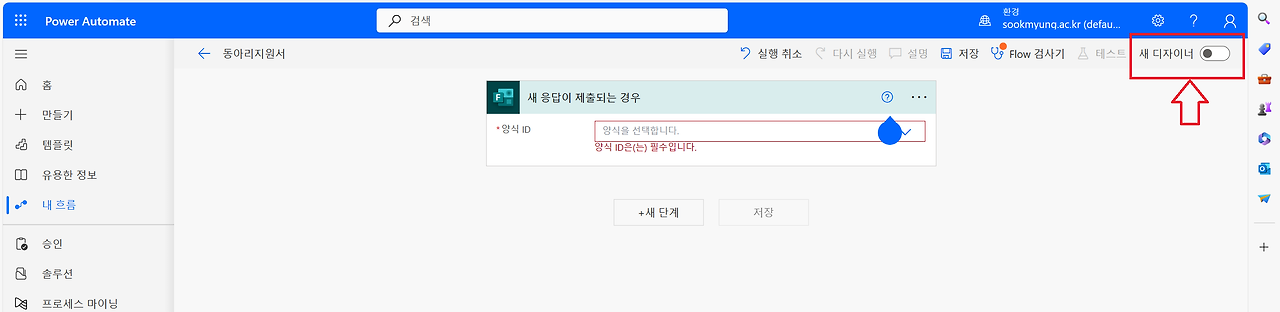 Power Automate
검색
환경
sookmyung.ac.kr (defau...
동아리지원서
실행 취소
다시 실행
설명
저장
Flow 검사기
테스트
새 디자이너
홈
만들기
템플릿
유용한 정보
내 흐름
승인
솔루션
프로세스 마이닝
새 응답이 제출되는 경우
* 양식 ID
양식을 선택합니다.
양식 ID은(는) 필수입니다.
+새 단계
저장